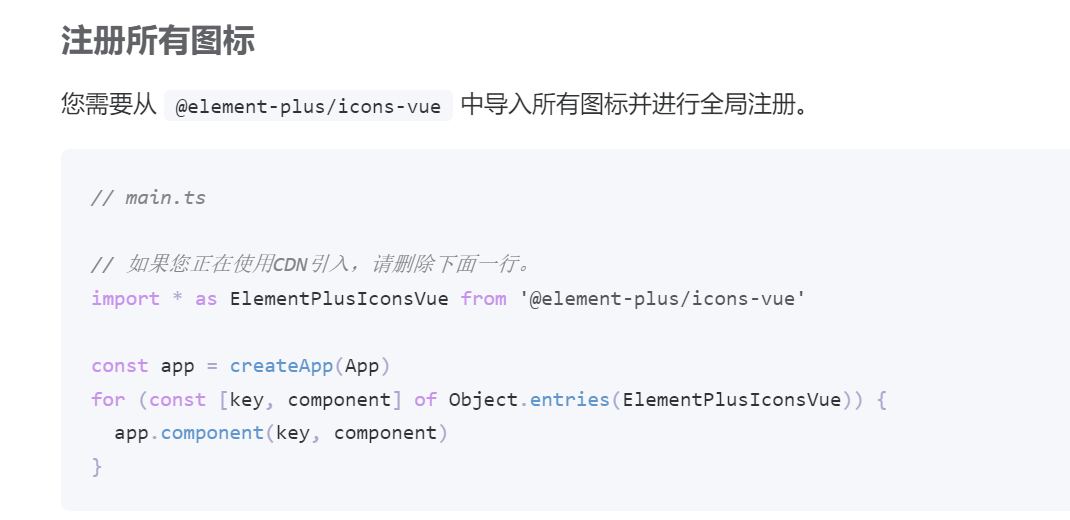 注册所有图标
您需要从 @element-plus/icons-vue 中导入所有图标并进行全局注册。
// main.ts
// 如果您正在使用CDN引入，请删除下面一行。
import * as ElementPlusIconsVue from '@element-plus/icons-vue'
const app = createApp(App)
for (const [key, component] of Object.entries(ElementPlusIconsVue)) {
  app.component(key, component)
}